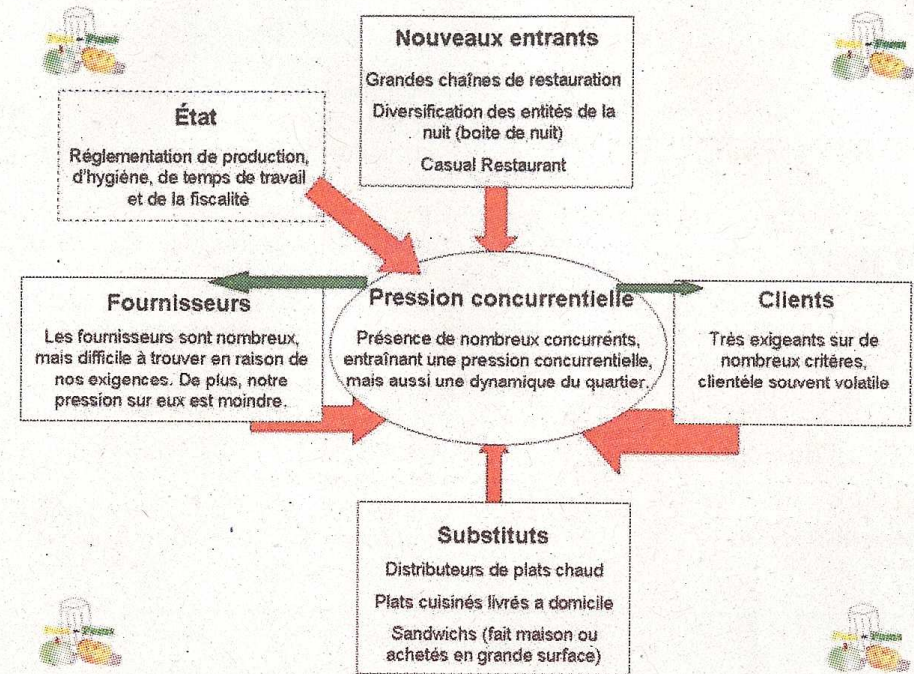 Nouveaux entrants
Grandes chaînes de restauration
Diversification des entités de la
nuit (boite de nuit)
Casual Restaurant
État
Réglementation de production,
d'hygiène, de temps de travail
et de la fiscalité
Fournisseurs
Les fournisseurs sont nombreux,
mais difficile à trouver en raison de
nos exigences. De plus, notre
pression sur eux est moindre.
Pression concurrentielle
Présence de nombreux concurrents,
entraînant une pression concurrentielle,
mais aussi une dynamique du quartier.
Clients
Très exigeants sur de
nombreux critères,
clientèle souvent volatile
Substituts
Distributeurs de plats chaud
Plats cuisinés livrés a domicile
Sandwichs (fait maison ou
achetés en grande surface)